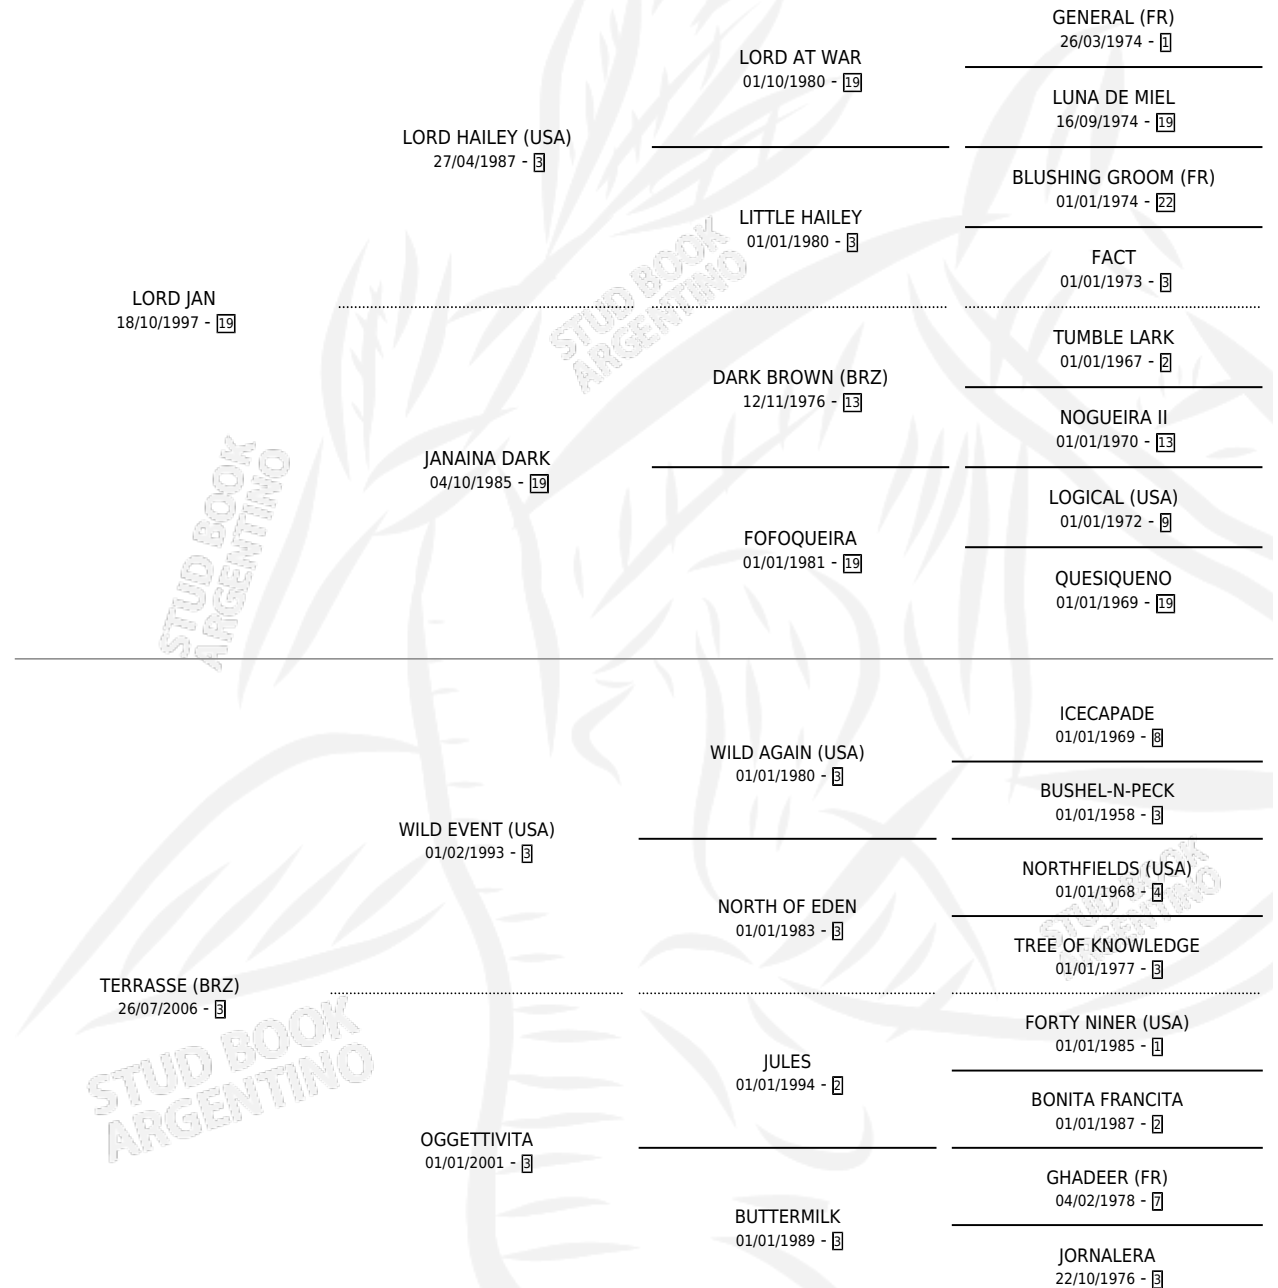 GENERAL (FR)
26/03/1974 - 1
LORD AT WAR
01/10/1980 - 19
LUNA DE MIEL
16/09/1974 - 19
LORD HAILEY (USA)
27/04/1987 - 3
BLUSHING GROOM (FR)
01/01/1974 - 22
LITTLE HAILEY
01/01/1980 - 3
FACT
01/01/1973 - 3
LORD JAN
18/10/1997 - 19
TUMBLE LARK
01/01/1967 - 2
DARK BROWN (BRZ)
12/11/1976 - 13
NOGUEIRA II
01/01/1970 - 13
JANAINA DARK
04/10/1985 - 19
LOGICAL (USA)
01/01/1972 - 9
FOFOQUEIRA
01/01/1981 - 19
QUESIQUENO
01/01/1969 - 19
ICECAPADE
01/01/1969 - 8
WILD AGAIN (USA)
01/01/1980 - 3
BUSHEL-N-PECK
01/01/1958 - 3
WILD EVENT (USA)
01/02/1993 - 3
NORTHFIELDS (USA)
01/01/1968 - 4
NORTH OF EDEN
01/01/1983 - 3
TREE OF KNOWLEDGE
01/01/1977 - 3
TERRASSE (BRZ)
26/07/2006 - 3
FORTY NINER (USA)
01/01/1985 - 1
JULES
01/01/1994 - 2
BONITA FRANCITA
01/01/1987 - 2
OGGETTIVITA
01/01/2001 - 3
GHADEER (FR)
04/02/1978 - 7
BUTTERMILK
01/01/1989 - 3
JORNALERA
22/10/1976 - 3
STUD BOOK
ARGENTINO
STUD BOOK
ARGENTINO
STUD BOOK
ARGENTINO
STUD BOOK
ARGENTINO